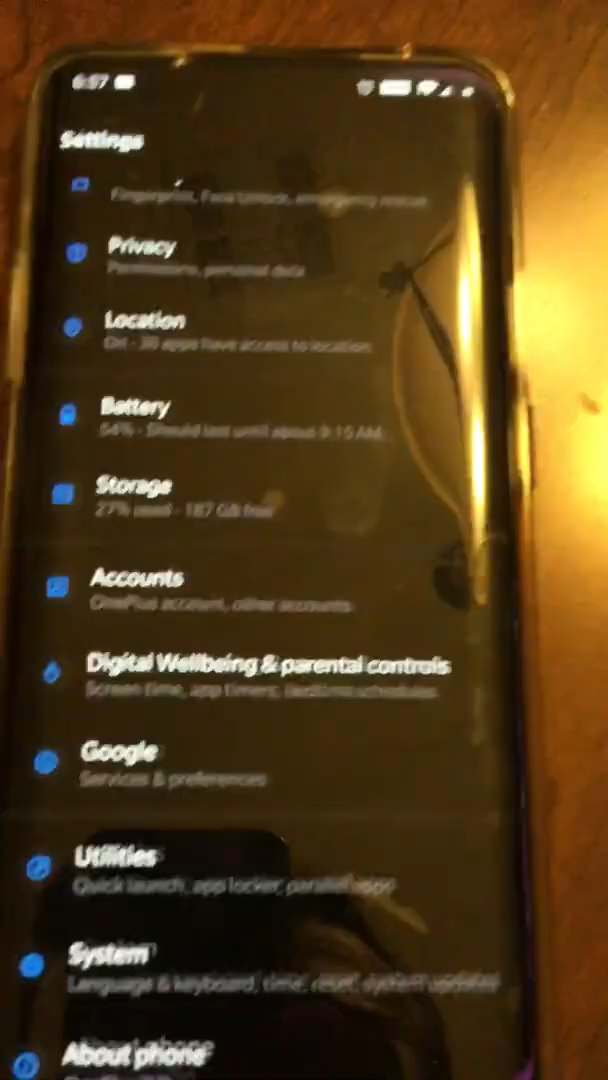 6:57
Settings
Fingerprint, Face Unlock, emergency rescue
Privacy
Permissions, personal data
Location
On - 30 apps have access to location
Battery
54% - Should last until about 9:15 AM
Storage
27% used - 187 GB free
Accounts
OnePlus account, other accounts
Digital Wellbeing & parental controls
Screen time, app timers, bedtime schedules
Google
Services & preferences
Utilities
Quick launch, app locker, parallel apps
System
Language & keyboard, time, reset, system updates
About phone